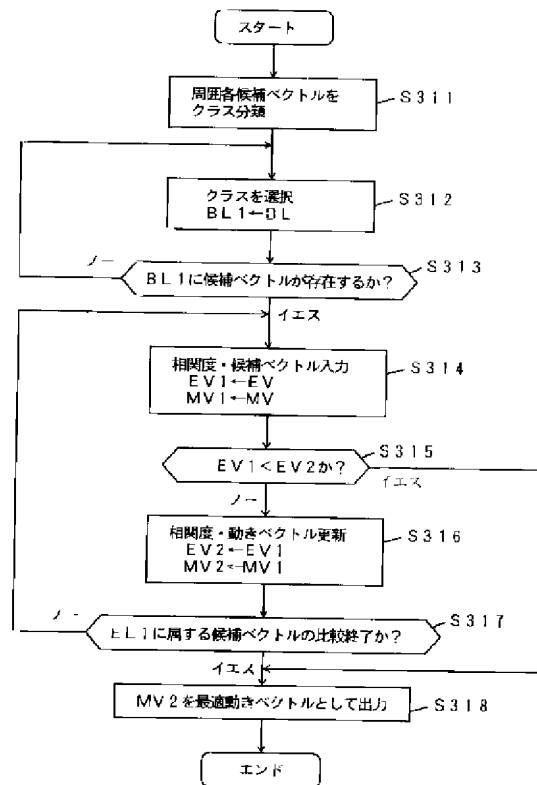 スタート
周囲各候補ベクトルを
クラス分類
S311
クラスを選択
BL1←BL
S312
ノー
BL1に候補ベクトルが存在するか?
S313
イエス
相関度・候補ベクトル入力
EV1←EV
MV1←MV
S314
EV1<EV2か?
S315
イエス
ノー
相関度・動きベクトル更新
EV2←EV1
MV2←MV1
S316
ノー
BL1に属する候補ベクトルの比較終了か?
S317
イエス
MV2を最適動きベクトルとして出力
S318
エンド